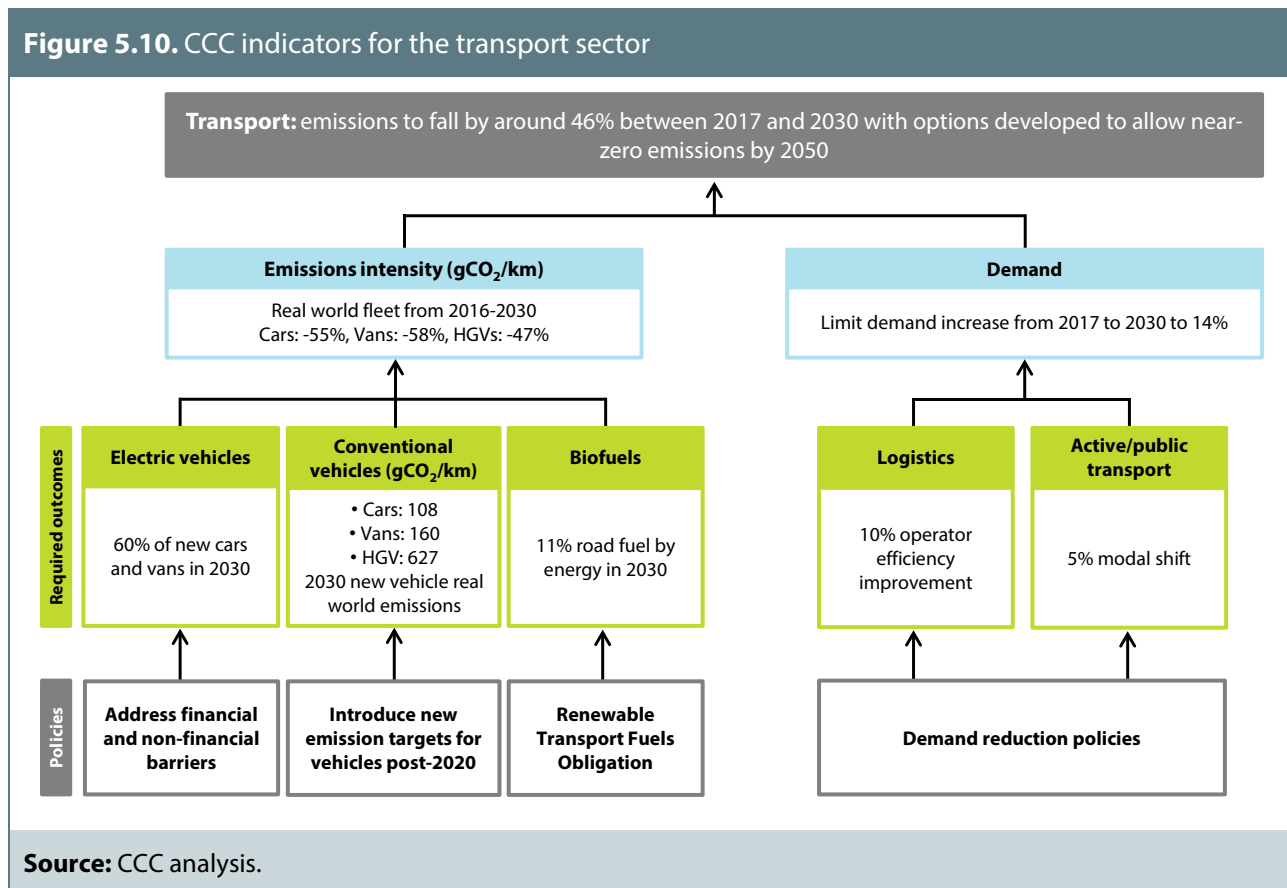 Figure 5.10. CCC indicators for the transport sector
Transport: emissions to fall by around 46% between 2017 and 2030 with options developed to allow near-
zero emissions by 2050
Emissions intensity (gCO₂/km)
Real world fleet from 2016-2030
Cars: -55%, Vans: -58%, HGVs: -47%
Demand
Limit demand increase from 2017 to 2030 to 14%
Required outcomes
Electric vehicles
60% of new cars
and vans in 2030
Conventional
vehicles (gCO₂/km)
• Cars: 108
• Vans: 160
• HGV: 627
2030 new vehicle real
world emissions
Biofuels
11% road fuel by
energy in 2030
Logistics
10% operator
efficiency
improvement
Active/public
transport
5% modal shift
Policies
Address financial
and non-financial
barriers
Introduce new
emission targets for
vehicles post-2020
Renewable
Transport Fuels
Obligation
Demand reduction policies
Source: CCC analysis.